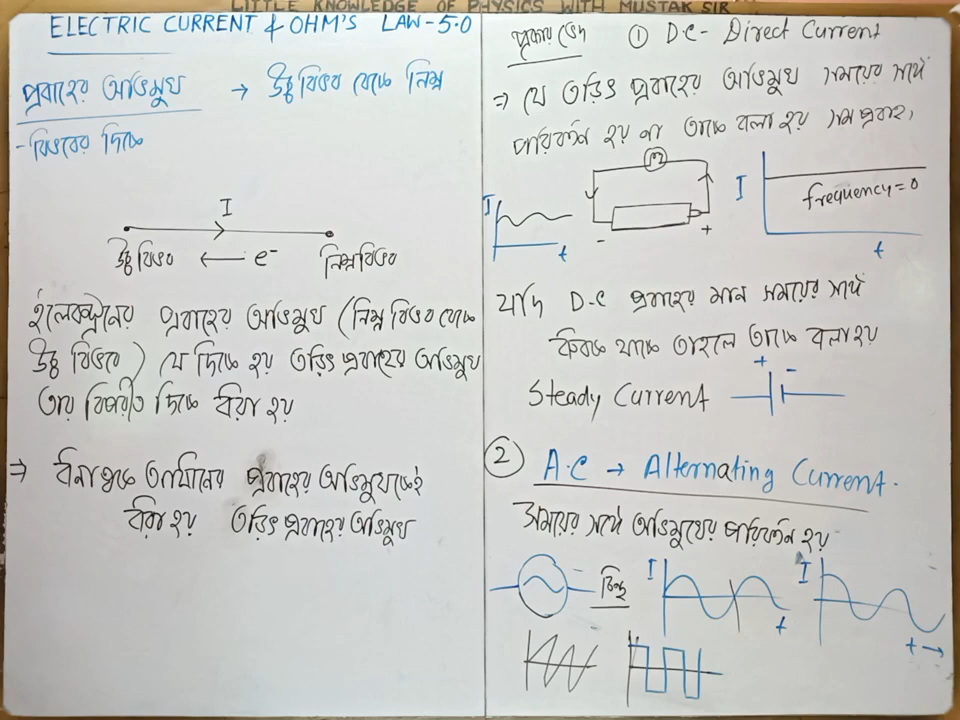 LITTLE KNOWLEDGE OF PHYSICS WITH MUSTAK SIR
ELECTRIC CURRENT & OHM'S LAW-5.0
প্রবাহের অভিমুখ → উচ্চ বিভব থেকে নিম্ন
- বিভবের দিকে
I
উচ্চ বিভব ← e⁻ নিম্ন বিভব
ইলেকট্রনের প্রবাহের অভিমুখ (নিম্ন বিভব থেকে
উচ্চ বিভবে) যে দিকে হয় তড়িৎ প্রবাহের অভিমুখ
তার বিপরীত দিকে ধরা হয়
⇒ ধনাত্মক আয়নের প্রবাহের অভিমুখকেই
ধরা হয় তড়িৎ প্রবাহের অভিমুখ
প্রকার ভেদ ① D.C- Direct Current
⇒ যে তড়িৎ প্রবাহের অভিমুখ সময়ের সাথে
পরিবর্তন হয় না তাকে বলা হয় সম প্রবাহ,
I t
- +
I frequency=0 t
যদি D.C প্রবাহের মান সময়ের সাথে
ধ্রুবক থাকে তাহলে তাকে বলা হয়
Steady Current + -
② A.C → Alternating Current.
সময়ের সাথে অভিমুখের পরিবর্তন হয়
চিহ্ন I t I t →